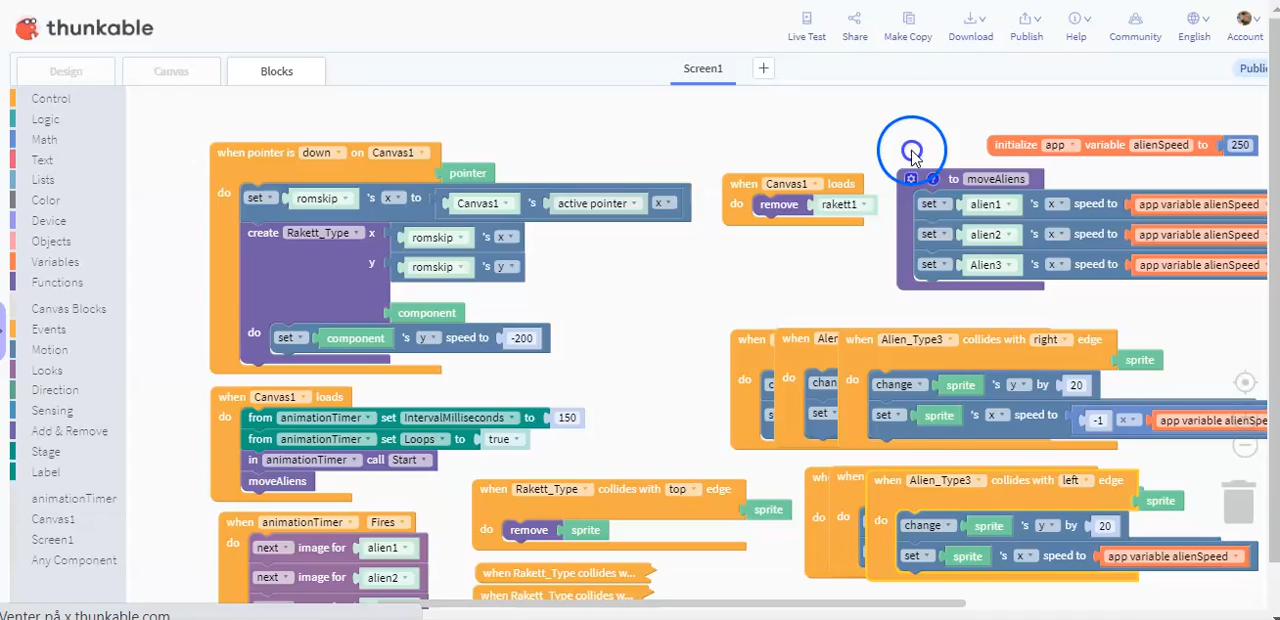 thunkable
Live Test
Share
Make Copy
Download
Publish
Help
Community
English
Account
Design
Canvas
Blocks
Screen1
+
Control
Logic
Math
Text
Lists
Color
Device
Objects
Variables
Functions
Canvas Blocks
Events
Motion
Looks
Direction
Sensing
Add & Remove
Stage
Label
animationTimer
Canvas1
Screen1
Any Component
when pointer is down on Canvas1
pointer
do set romskip 's x to Canvas1 's active pointer x
create Rakett_Type x romskip 's x
y romskip 's y
component
do set component 's y speed to -200
when Canvas1 loads
do from animationTimer set IntervalMilliseconds to 150
from animationTimer set Loops to true
in animationTimer call Start
moveAliens
when animationTimer Fires
do next image for alien1
next image for alien2
when Rakett_Type collides with top edge
sprite
do remove sprite
when Rakett_Type collides w...
when Rakett_Type collides w...
when Canvas1 loads
do remove rakett1
initialize app variable alienSpeed to 250
to moveAliens
set alien1 's x speed to app variable alienSpeed
set alien2 's x speed to app variable alienSpeed
set Alien3 's x speed to app variable alienSpeed
when
do
when
do
when Alien_Type3 collides with right edge
sprite
do change sprite 's y by 20
set sprite 's x speed to -1 ×
when
do
when Alien_Type3 collides with left edge
sprite
do change sprite 's y by 20
set sprite 's x speed to app variable alienSpeed
Venter på x.thunkable.com